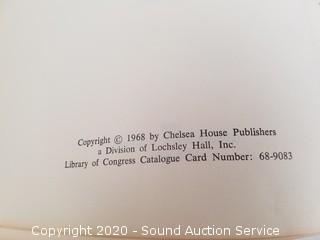 Copyright © 1968 by Chelsea House Publishers
a Division of Lochsley Hall, Inc.
Library of Congress Catalogue Card Number: 68-9083
Copyright 2020 - Sound Auction Service